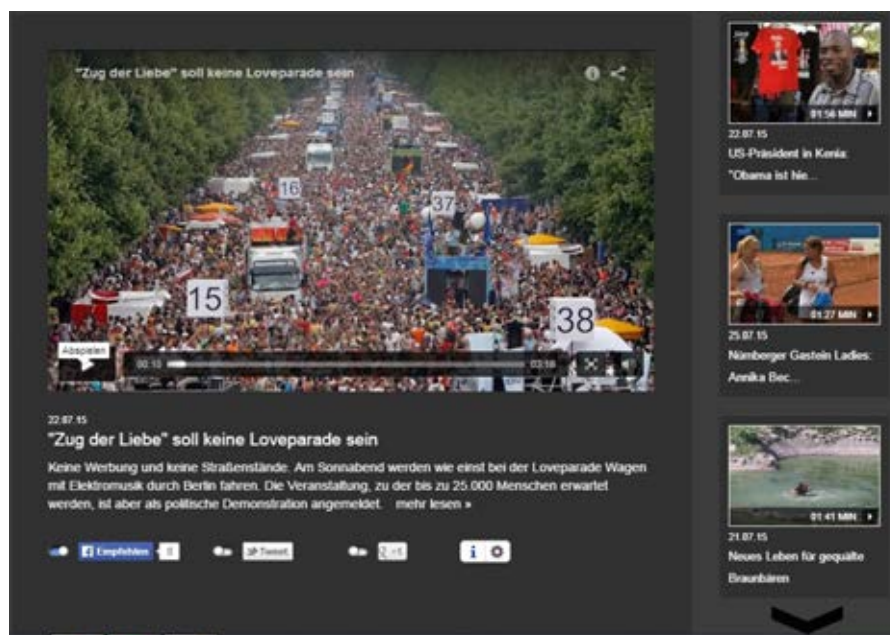 "Zug der Liebe" soll keine Loveparade sein
16
37
15
38
Abspielen
00:10
03:16
22.07.15
"Zug der Liebe" soll keine Loveparade sein
Keine Werbung und keine Straßenstände: Am Sonnabend werden wie einst bei der Loveparade Wagen
mit Elektromusik durch Berlin fahren. Die Veranstaltung, zu der bis zu 25.000 Menschen erwartet
werden, ist aber als politische Demonstration angemeldet. mehr lesen »
Empfehlen 0
Tweet
+1
i
01:56 MIN
22.07.15
US-Präsident in Kenia:
"Obama ist hie...
01:27 MIN
25.07.15
Nürnberger Gastein Ladies:
Annika Bec...
01:41 MIN
21.07.15
Neues Leben für gequälte
Braunbären